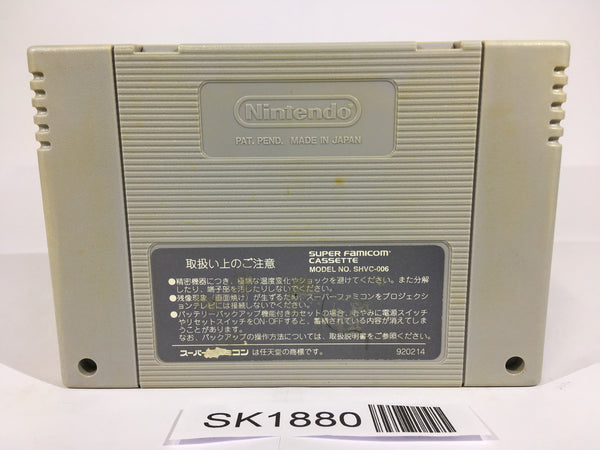 Nintendo
PAT. PEND. MADE IN JAPAN
取扱い上のご注意
SUPER FAMICOM
CASSETTE
MODEL NO. SHVC-006
●精密機器につき、極端な温度変化やショックを避けてください。また分解
したり、端子部を汚したりしないでください。
●残像現象「画面焼け」が生ずるため、スーパーファミコンをプロジェクシ
ョンテレビには接続しないでください。
●バッテリーバックアップ機能付きカセットの場合、むやみに電源スイッチ
やリセットスイッチをON-OFFすると、蓄積されている内容が消えてしま
うことがあります。
なお、バックアップの操作方法については、取扱説明書をご参照ください。
スーパー ミコン は任天堂の商標です。
920214
SK1880